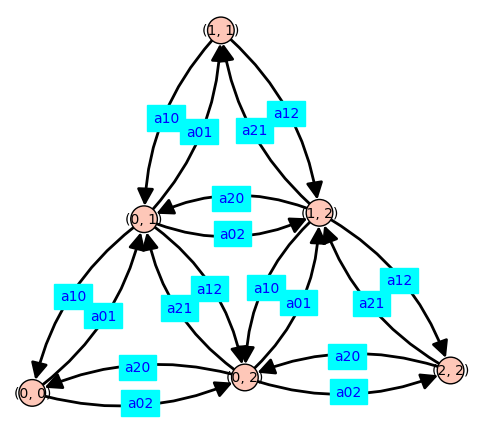 (1, 1)
a10
a12
a01
a21
a20
(0, 1)
(1, 2)
a02
a10
a12
a10
a12
a01
a21
a01
a21
a20
a20
(0, 2)
(2, 2)
(0, 0)
a02
a02